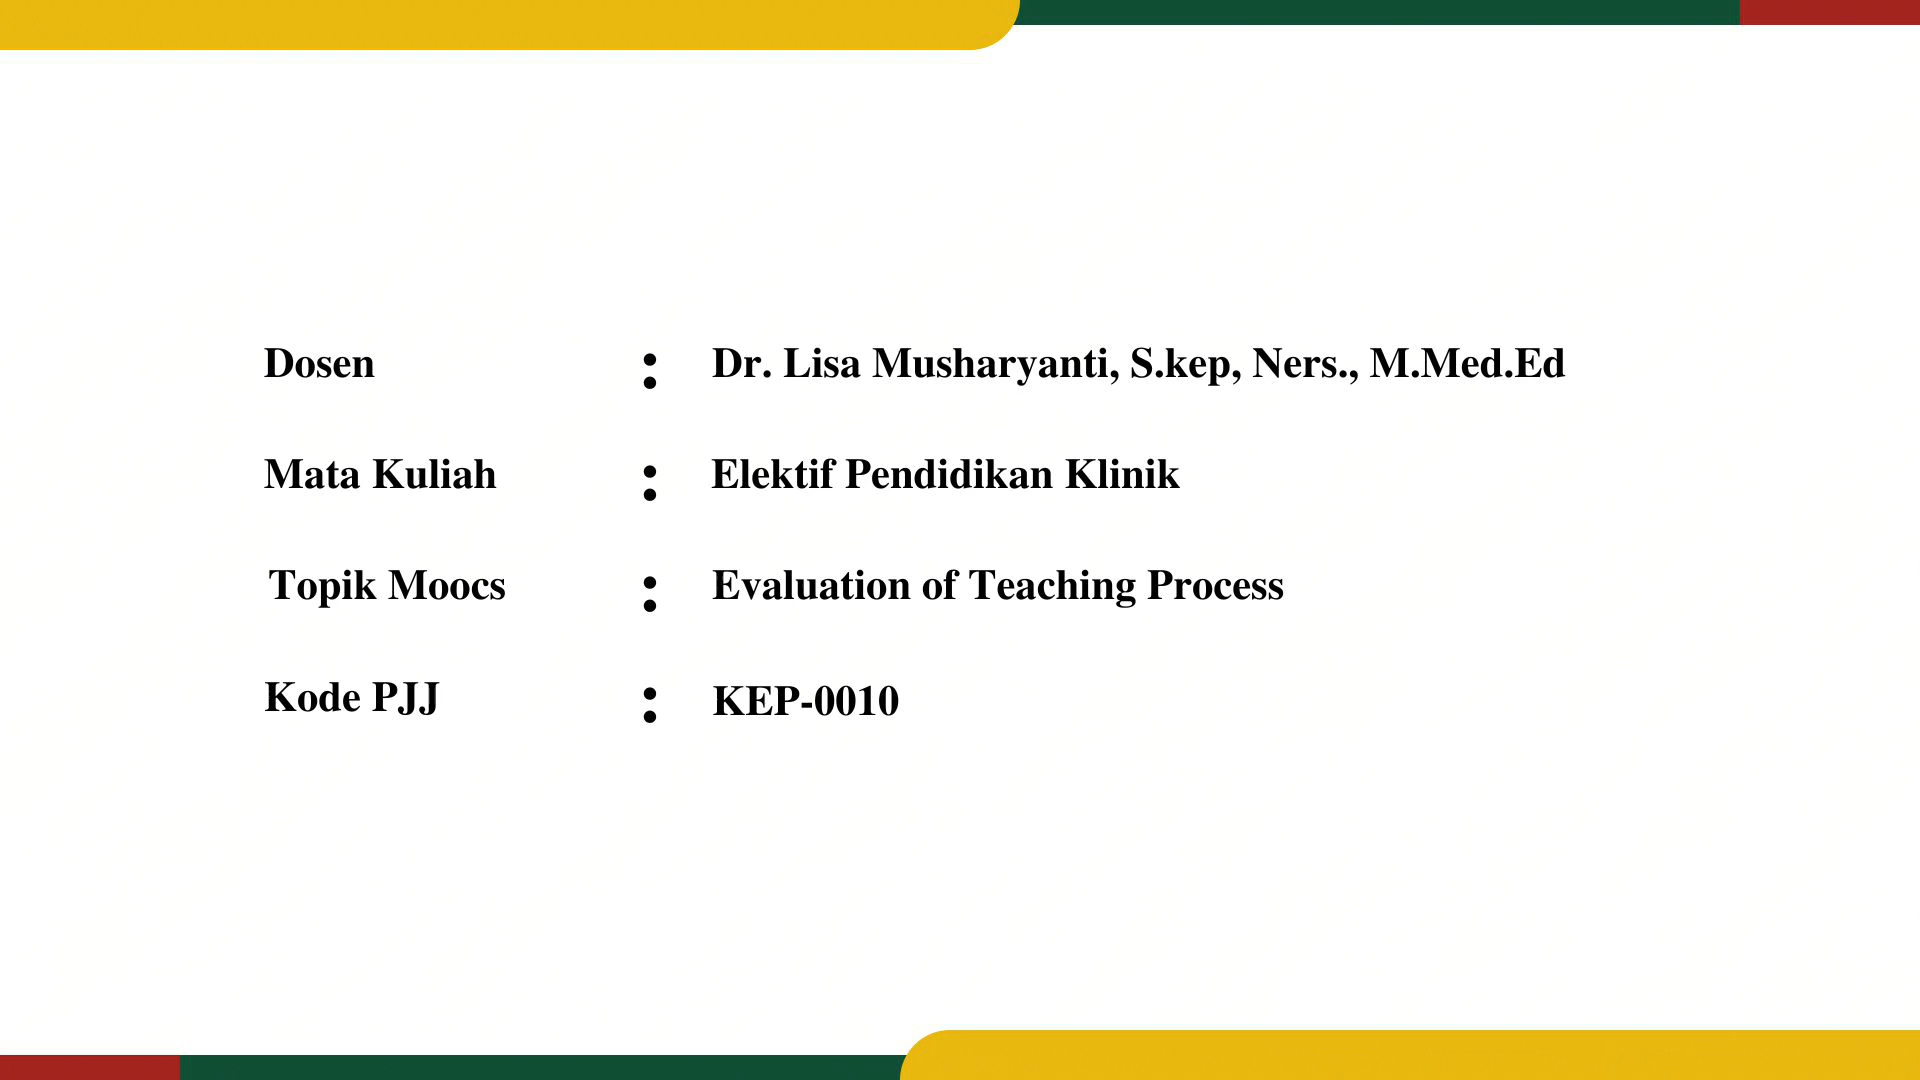 Dosen : Dr. Lisa Musharyanti, S.kep, Ners., M.Med.Ed
Mata Kuliah : Elektif Pendidikan Klinik
Topik Moocs : Evaluation of Teaching Process
Kode PJJ : KEP-0010